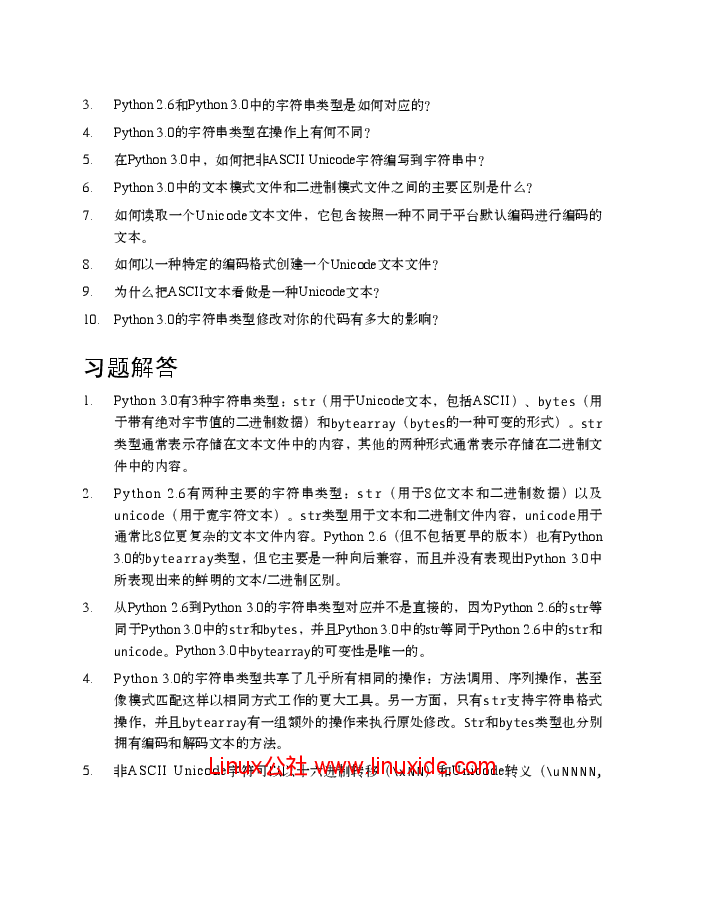 3. Python 2.6和Python 3.0中的字符串类型是如何对应的？
4. Python 3.0的字符串类型在操作上有何不同？
5. 在Python 3.0中，如何把非ASCII Unicode字符编写到字符串中？
6. Python 3.0中的文本模式文件和二进制模式文件之间的主要区别是什么？
7. 如何读取一个Unicode文本文件，它包含按照一种不同于平台默认编码进行编码的
文本。
8. 如何以一种特定的编码格式创建一个Unicode文本文件？
9. 为什么把ASCII文本看做是一种Unicode文本？
10. Python 3.0的字符串类型修改对你的代码有多大的影响？
习题解答
1. Python 3.0有3种字符串类型：str（用于Unicode文本，包括ASCII）、bytes（用
于带有绝对字节值的二进制数据）和bytearray（bytes的一种可变的形式）。str
类型通常表示存储在文本文件中的内容，其他的两种形式通常表示存储在二进制文
件中的内容。
2. Python 2.6有两种主要的字符串类型：str（用于8位文本和二进制数据）以及
unicode（用于宽字符文本）。str类型用于文本和二进制文件内容，unicode用于
通常比8位更复杂的文本文件内容。Python 2.6（但不包括更早的版本）也有Python
3.0的bytearray类型，但它主要是一种向后兼容，而且并没有表现出Python 3.0中
所表现出来的鲜明的文本/二进制区别。
3. 从Python 2.6到Python 3.0的字符串类型对应并不是直接的，因为Python 2.6的str等
同于Python 3.0中的str和bytes，并且Python 3.0中的str等同于Python 2.6中的str和
unicode。Python 3.0中bytearray的可变性是唯一的。
4. Python 3.0的字符串类型共享了几乎所有相同的操作：方法调用、序列操作，甚至
像模式匹配这样以相同方式工作的更大工具。另一方面，只有str支持字符串格式
操作，并且bytearray有一组额外的操作来执行原处修改。Str和bytes类型也分别
拥有编码和解码文本的方法。
5. 非ASCII Unicode字符可以以十六进制转移（\xNN）和Unicode转义（\uNNNN,
Linux公社 www.linuxidc.com